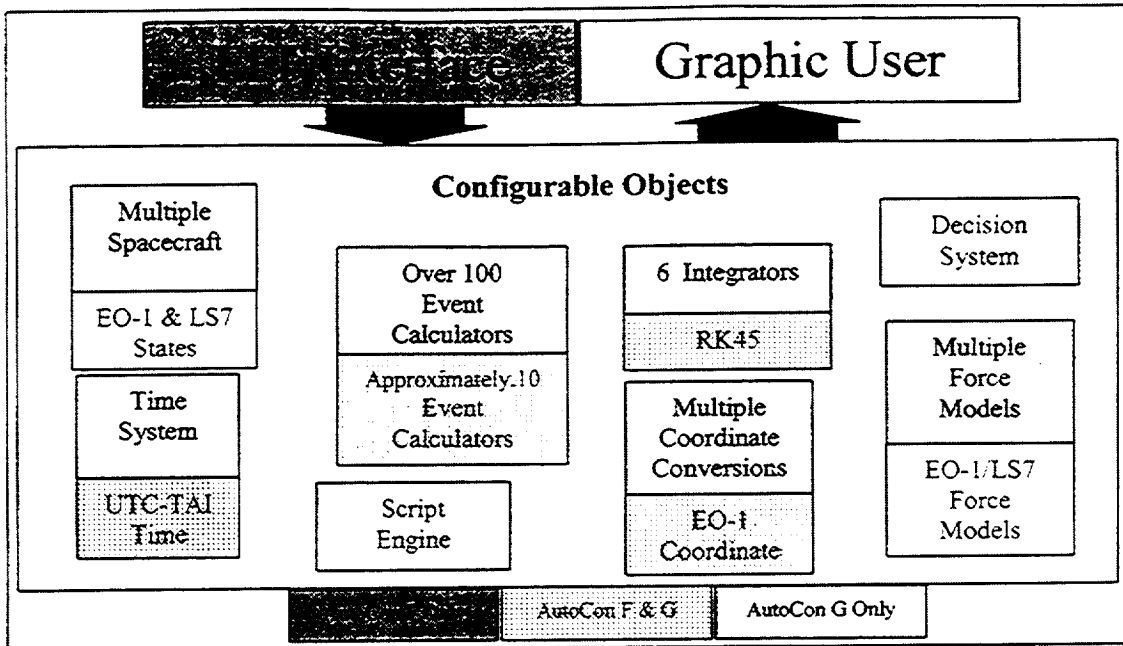 Interface
Graphic User
Configurable Objects
Multiple
Spacecraft
EO-1 & LS7
States
Time
System
UTC-TAI
Time
Over 100
Event
Calculators
Approximately 10
Event
Calculators
Script
Engine
6 Integrators
RK45
Multiple
Coordinate
Conversions
EO-1
Coordinate
Decision
System
Multiple
Force
Models
EO-1/LS7
Force
Models
AutoCon F & G
AutoCon G Only